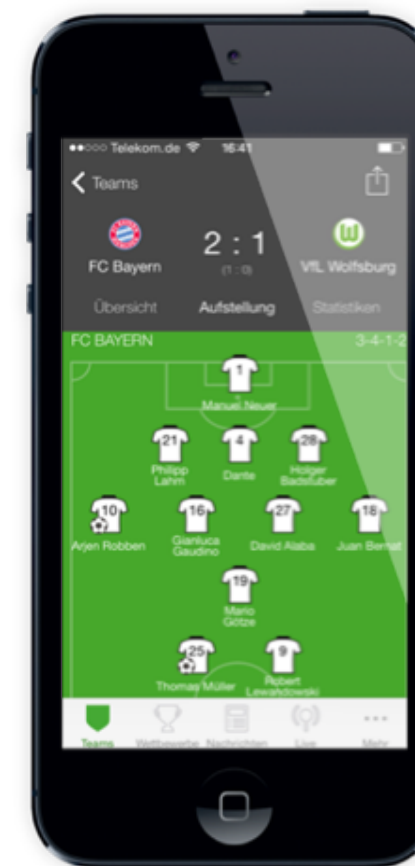 Telekom.de 16:41
Teams
FC Bayern 2 : 1 VfL Wolfsburg
(1 : 0)
Übersicht Aufstellung Statistiken
FC BAYERN 3-4-1-2
1
Manuel Neuer
21 4 28
Philipp Lahm Dante Holger Badstuber
10 16 27 18
Arjen Robben Gianluca Gaudino David Alaba Juan Bernat
19
Mario
Götze
25 9
Thomas Müller Robert Lewandowski
Teams Wettbewerbe Nachrichten Live Mehr